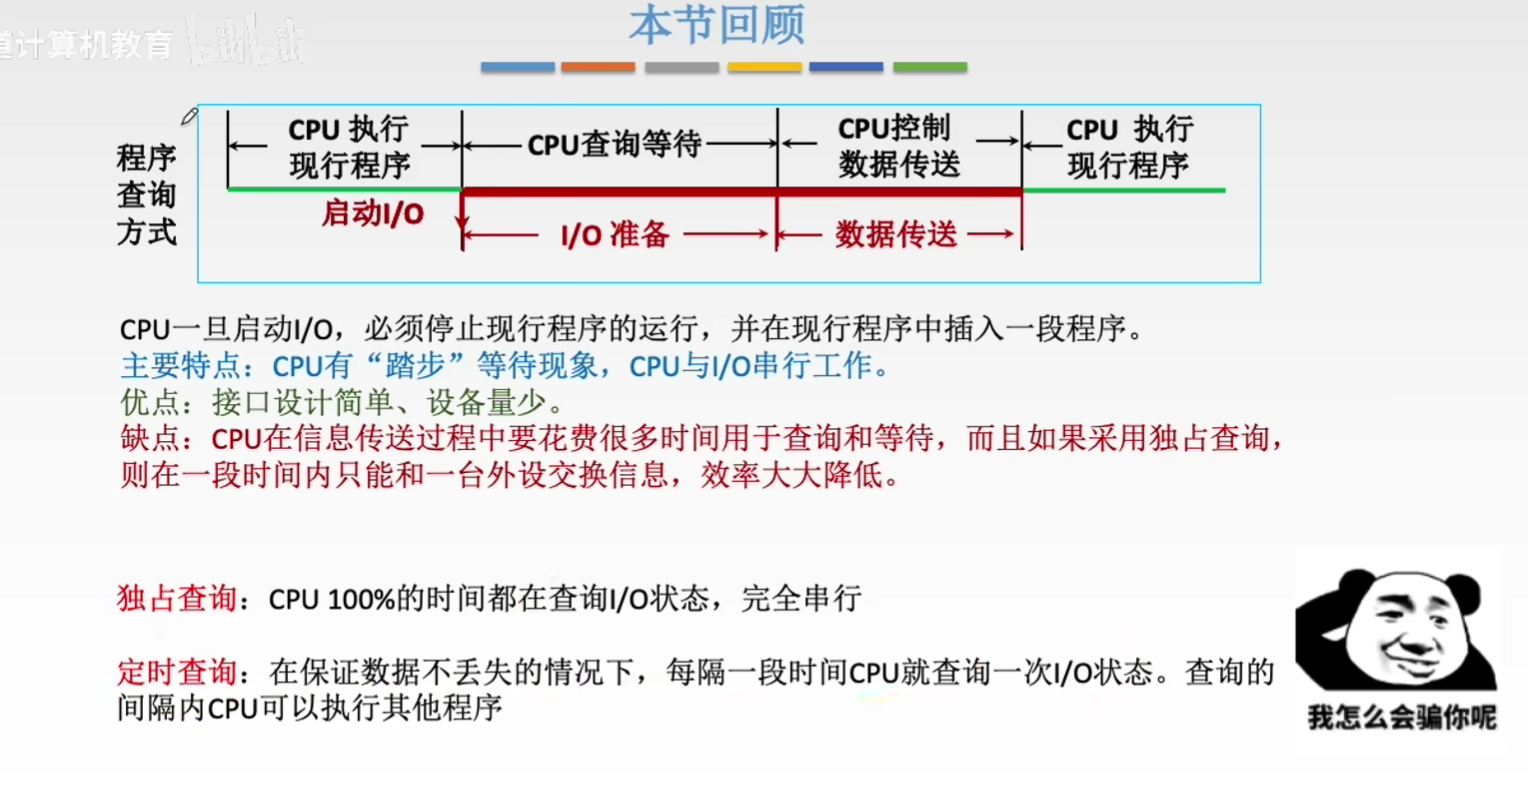 本节回顾
道计算机教育 bilibili
程序
查询
方式
CPU 执行
现行程序
CPU查询等待
CPU控制
数据传送
CPU 执行
现行程序
启动I/O
I/O 准备
数据传送
CPU一旦启动I/O，必须停止现行程序的运行，并在现行程序中插入一段程序。
主要特点：CPU有“踏步”等待现象，CPU与I/O串行工作。
优点：接口设计简单、设备量少。
缺点：CPU在信息传送过程中要花费很多时间用于查询和等待，而且如果采用独占查询，
则在一段时间内只能和一台外设交换信息，效率大大降低。
独占查询：CPU 100%的时间都在查询I/O状态，完全串行
定时查询：在保证数据不丢失的情况下，每隔一段时间CPU就查询一次I/O状态。查询的
间隔内CPU可以执行其他程序
我怎么会骗你呢